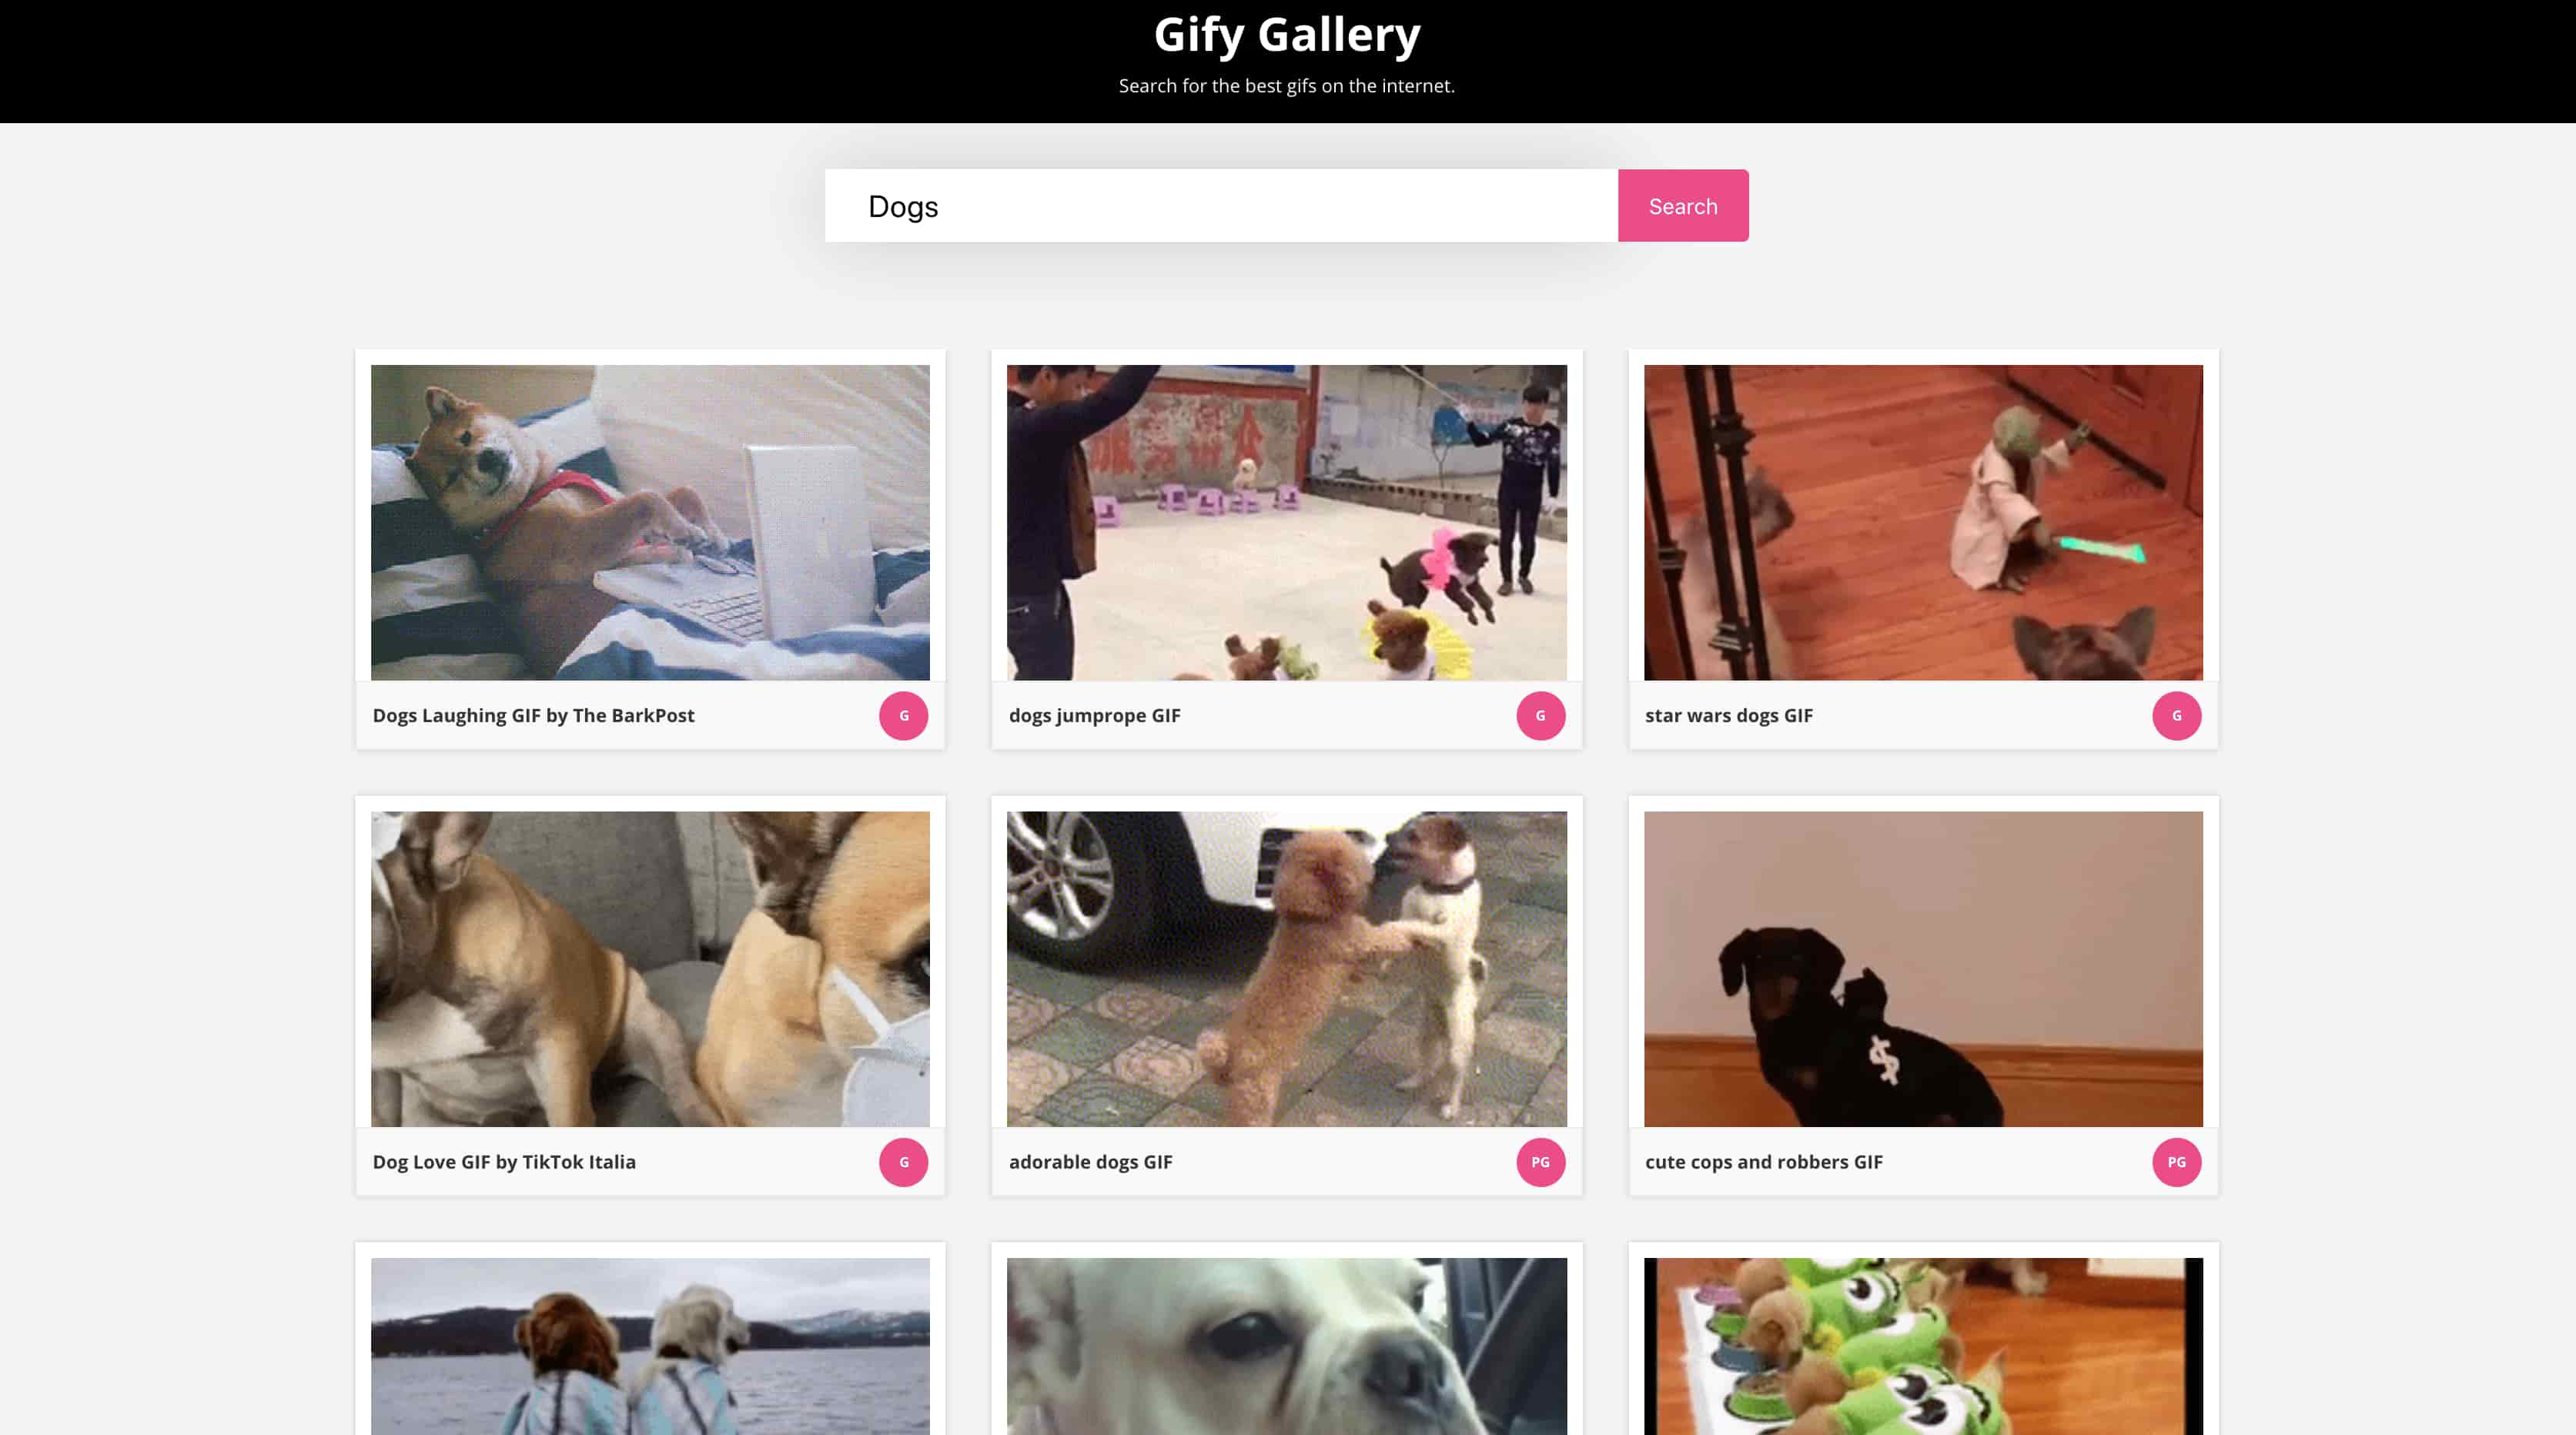 Gify Gallery
Search for the best gifs on the internet.
Dogs
Search
Dogs Laughing GIF by The BarkPost
G
dogs jumprope GIF
G
star wars dogs GIF
G
$
Dog Love GIF by TikTok Italia
G
adorable dogs GIF
PG
cute cops and robbers GIF
PG